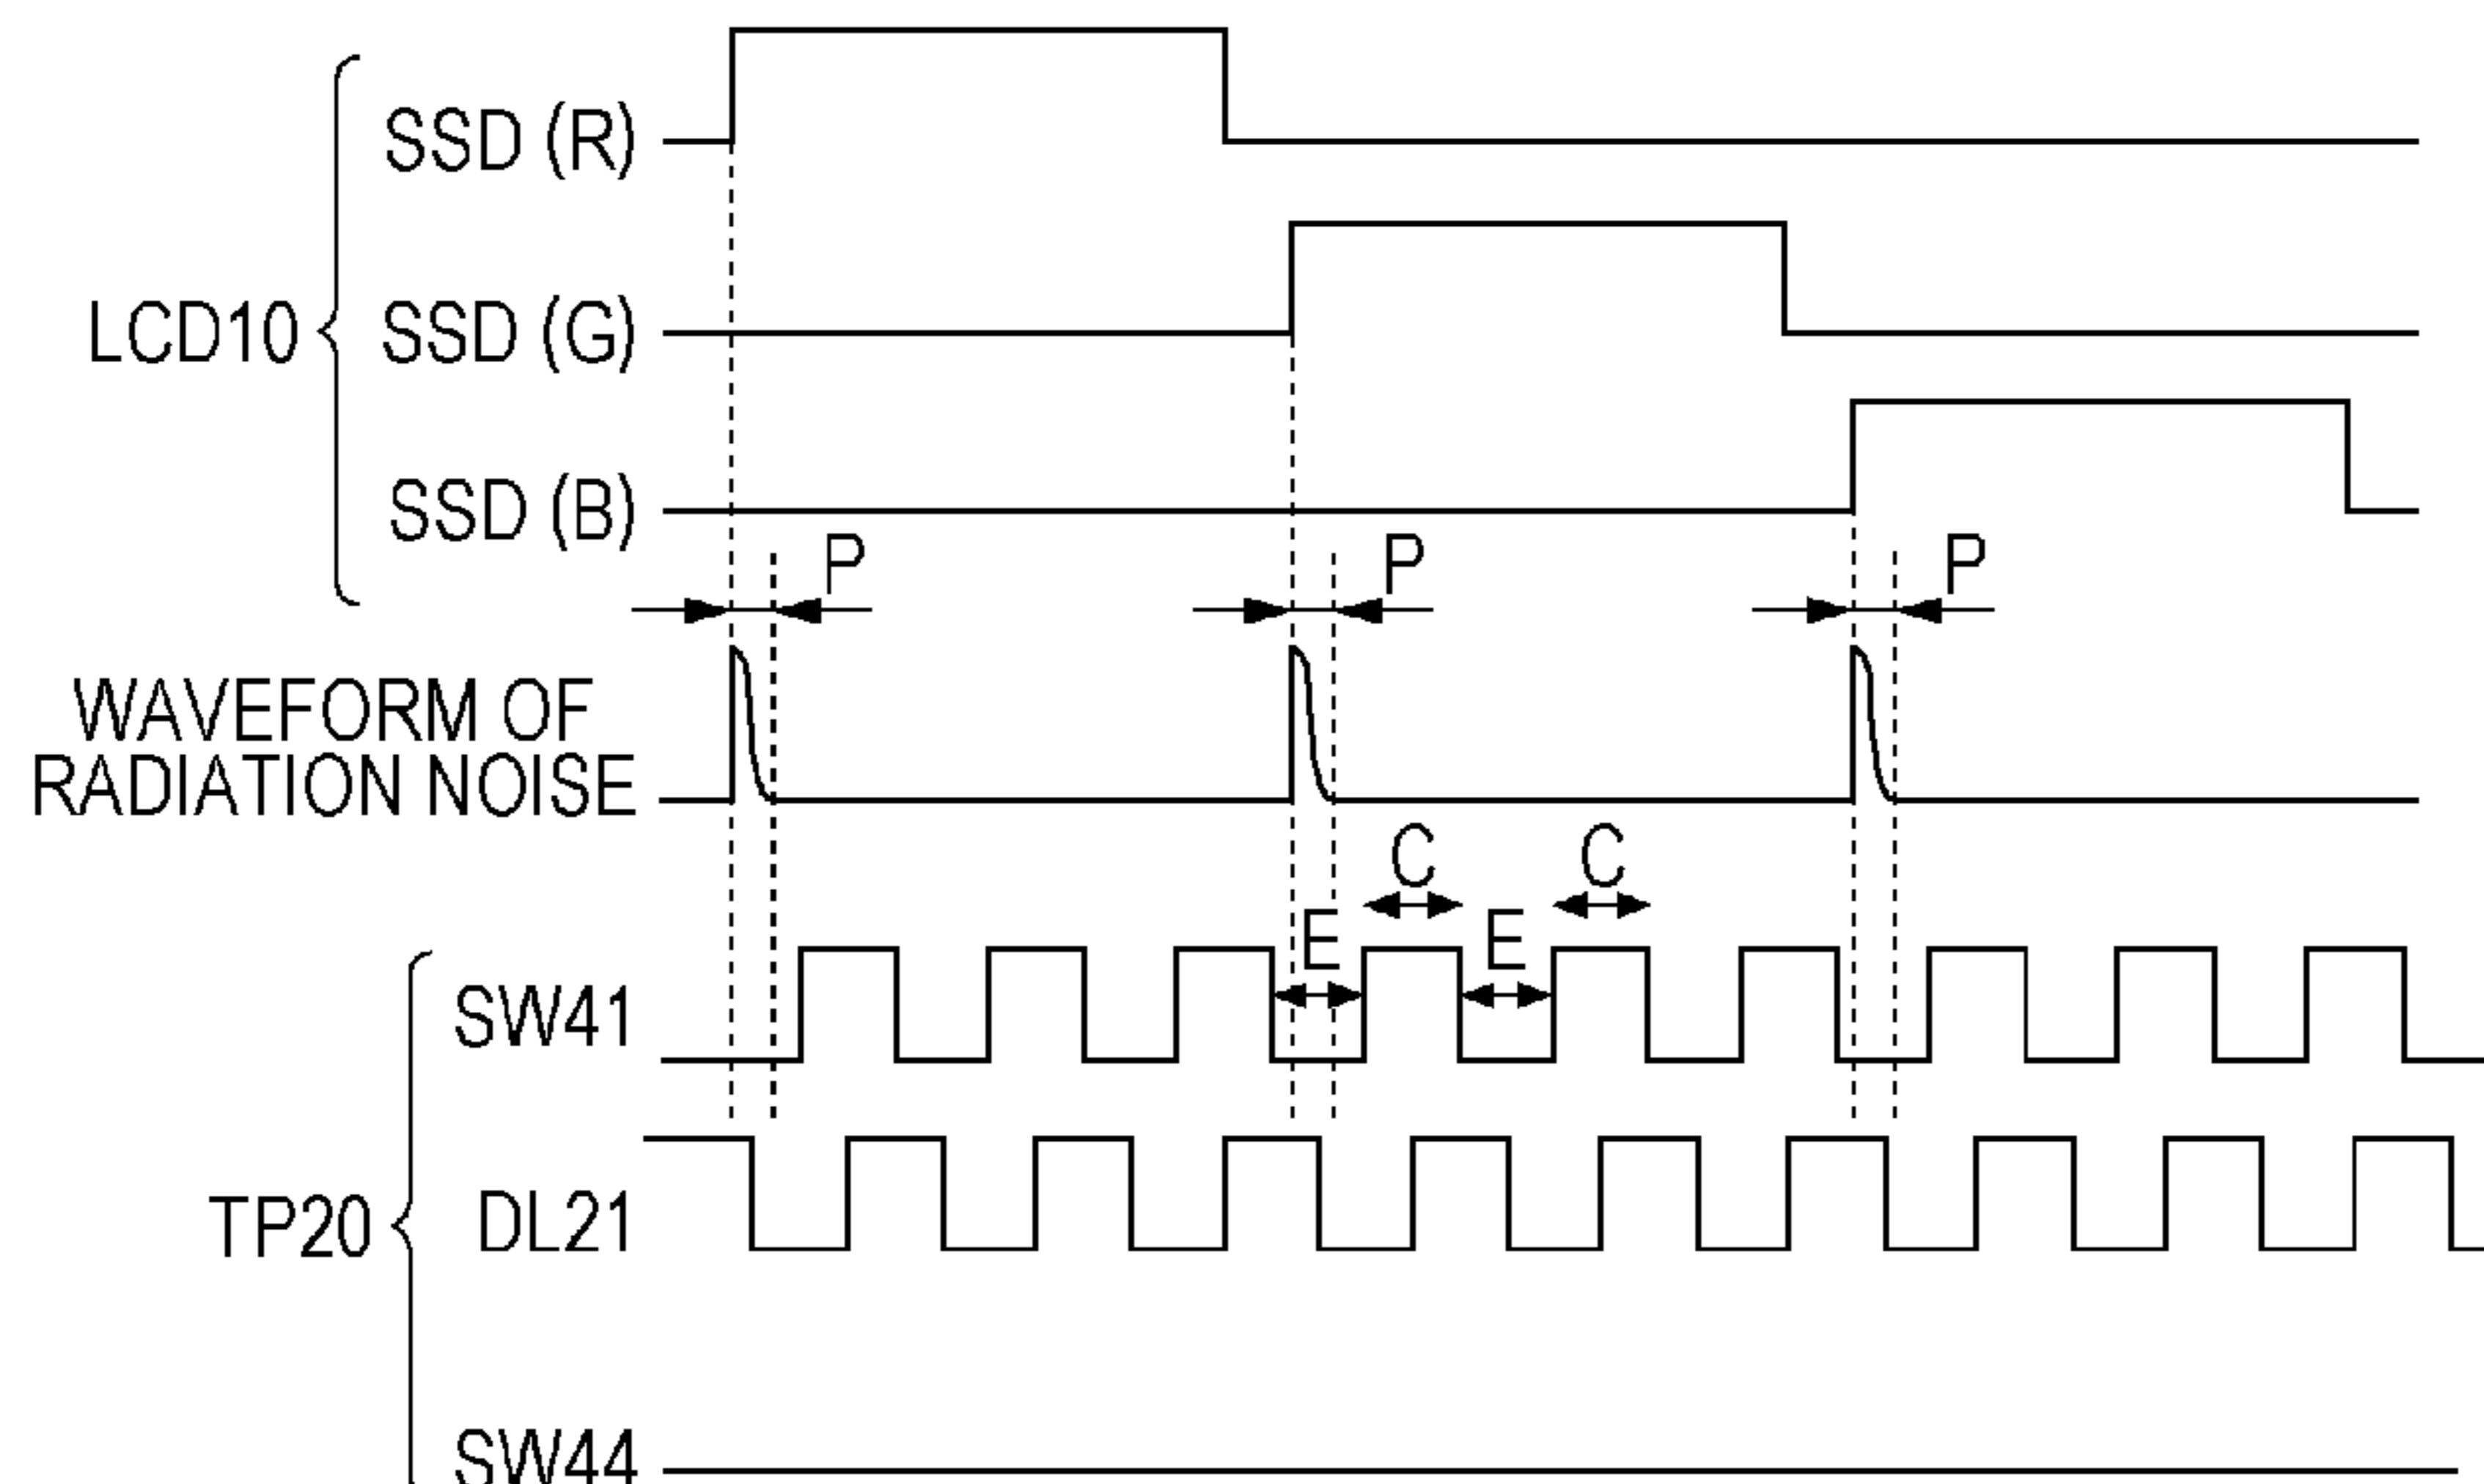 SSD (R)
LCD10
SSD (G)
SSD (B)
P P P
WAVEFORM OF
RADIATION NOISE
C C
E E
SW41
TP20
DL21
SW44